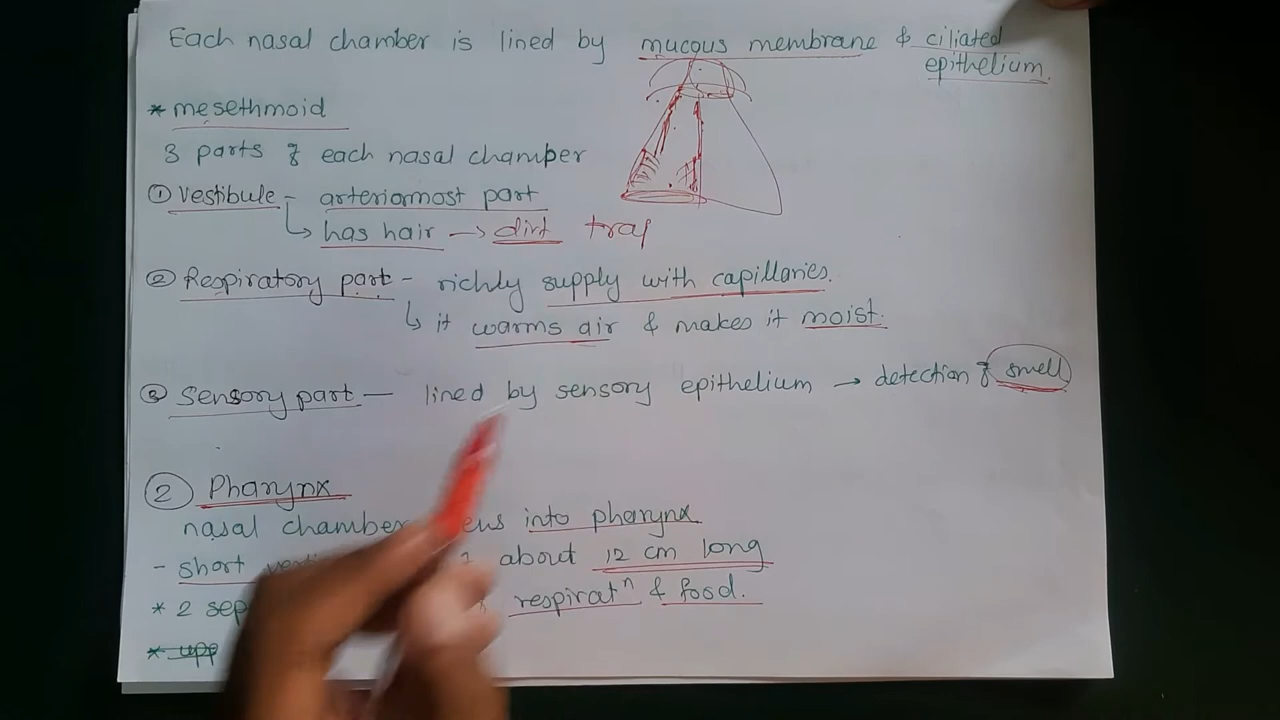 Each nasal chamber is lined by mucous membrane & ciliated
epithelium.
* mesethmoid
3 parts of each nasal chamber
① Vestibule - arteriormost part
↳ has hair → dirt trap
② Respiratory part - richly supply with capillaries.
↳ it warms air & makes it moist.
③ Sensory part — lined by sensory epithelium → detection of smell
② Pharynx
nasal chamber into pharynx
- short about 12 cm long
* 2 respiratⁿ & food.
* upp